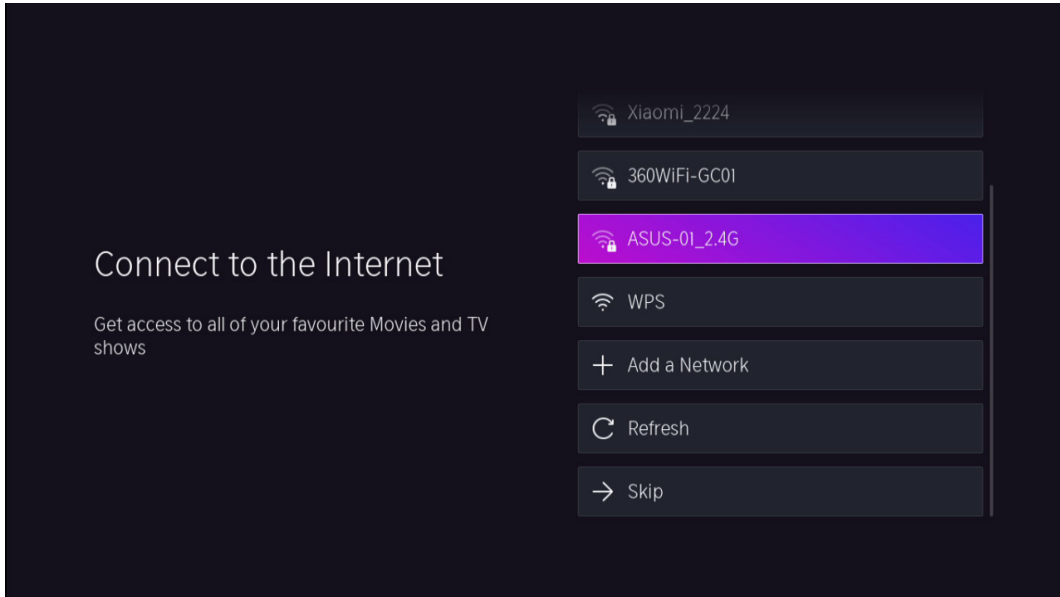 Connect to the Internet
Get access to all of your favourite Movies and TV
shows
Xiaomi_2224
360WiFi-GC01
ASUS-01_2.4G
WPS
Add a Network
Refresh
Skip